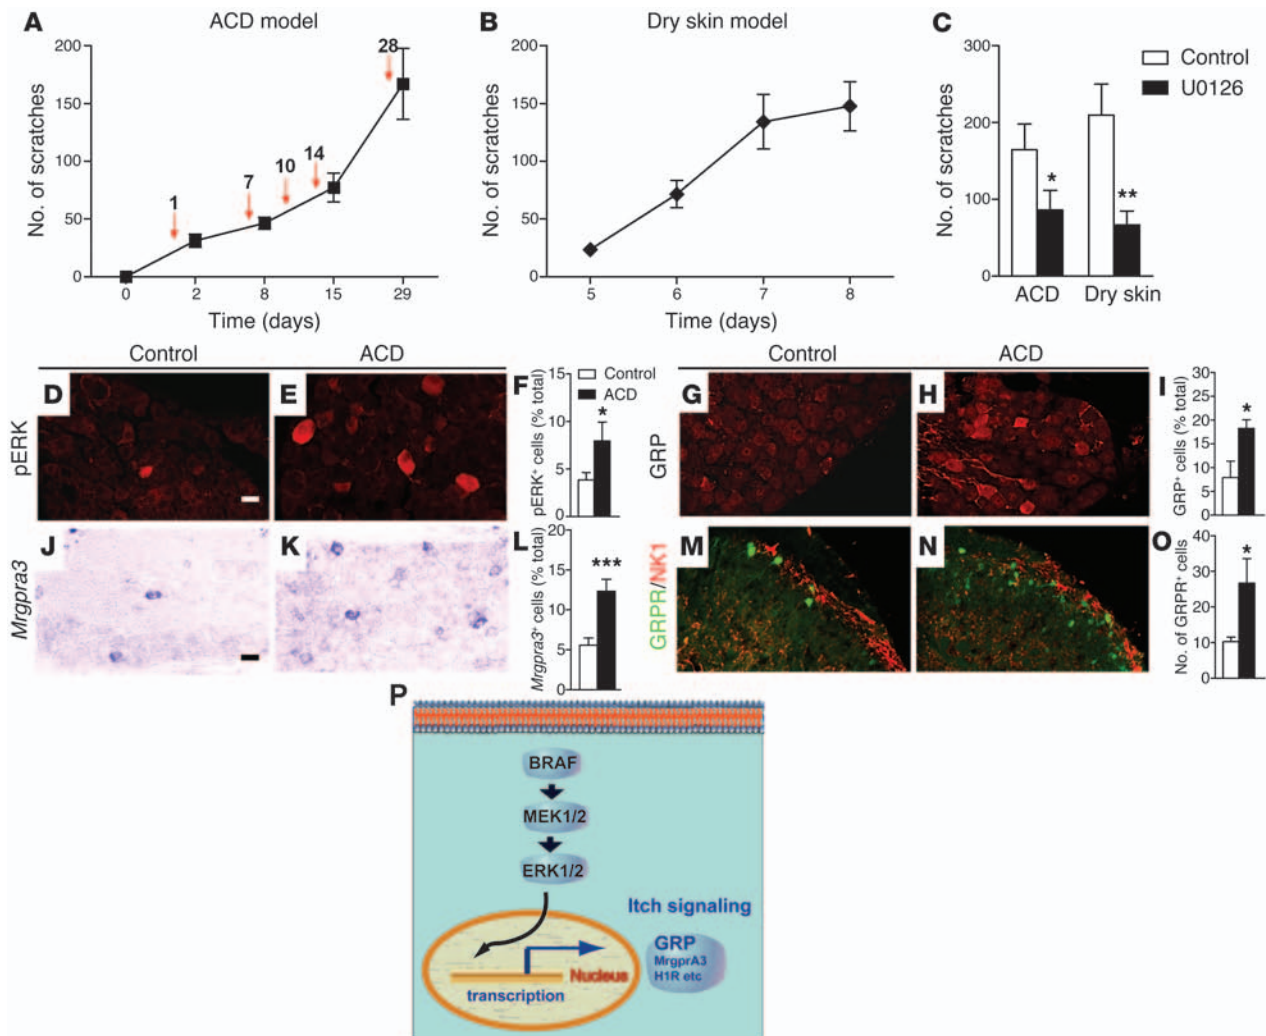 A
ACD model
No. of scratches
200
150
100
50
0
1
7
10
14
28
0
2
8
15
29
Time (days)
B
Dry skin model
No. of scratches
200
150
100
50
0
5
6
7
8
Time (days)
C
No. of scratches
300
200
100
0
Control
U0126
*
**
ACD
Dry skin
Control
ACD
D
E
pERK
F
Control
ACD
pERK⁺ cells (% total)
15
10
5
0
*
Control
ACD
G
H
GRP
I
GRP⁺ cells (% total)
30
25
20
15
10
5
0
*
J
K
Mrgpra3
L
Mrgpra3⁺ cells (% total)
20
15
10
5
0
***
M
N
GRPR/NK1
O
No. of GRPR⁺ cells
40
30
20
10
0
*
P
BRAF
MEK1/2
ERK1/2
Itch signaling
GRP
MrgprA3
H1R etc
Nucleus
transcription